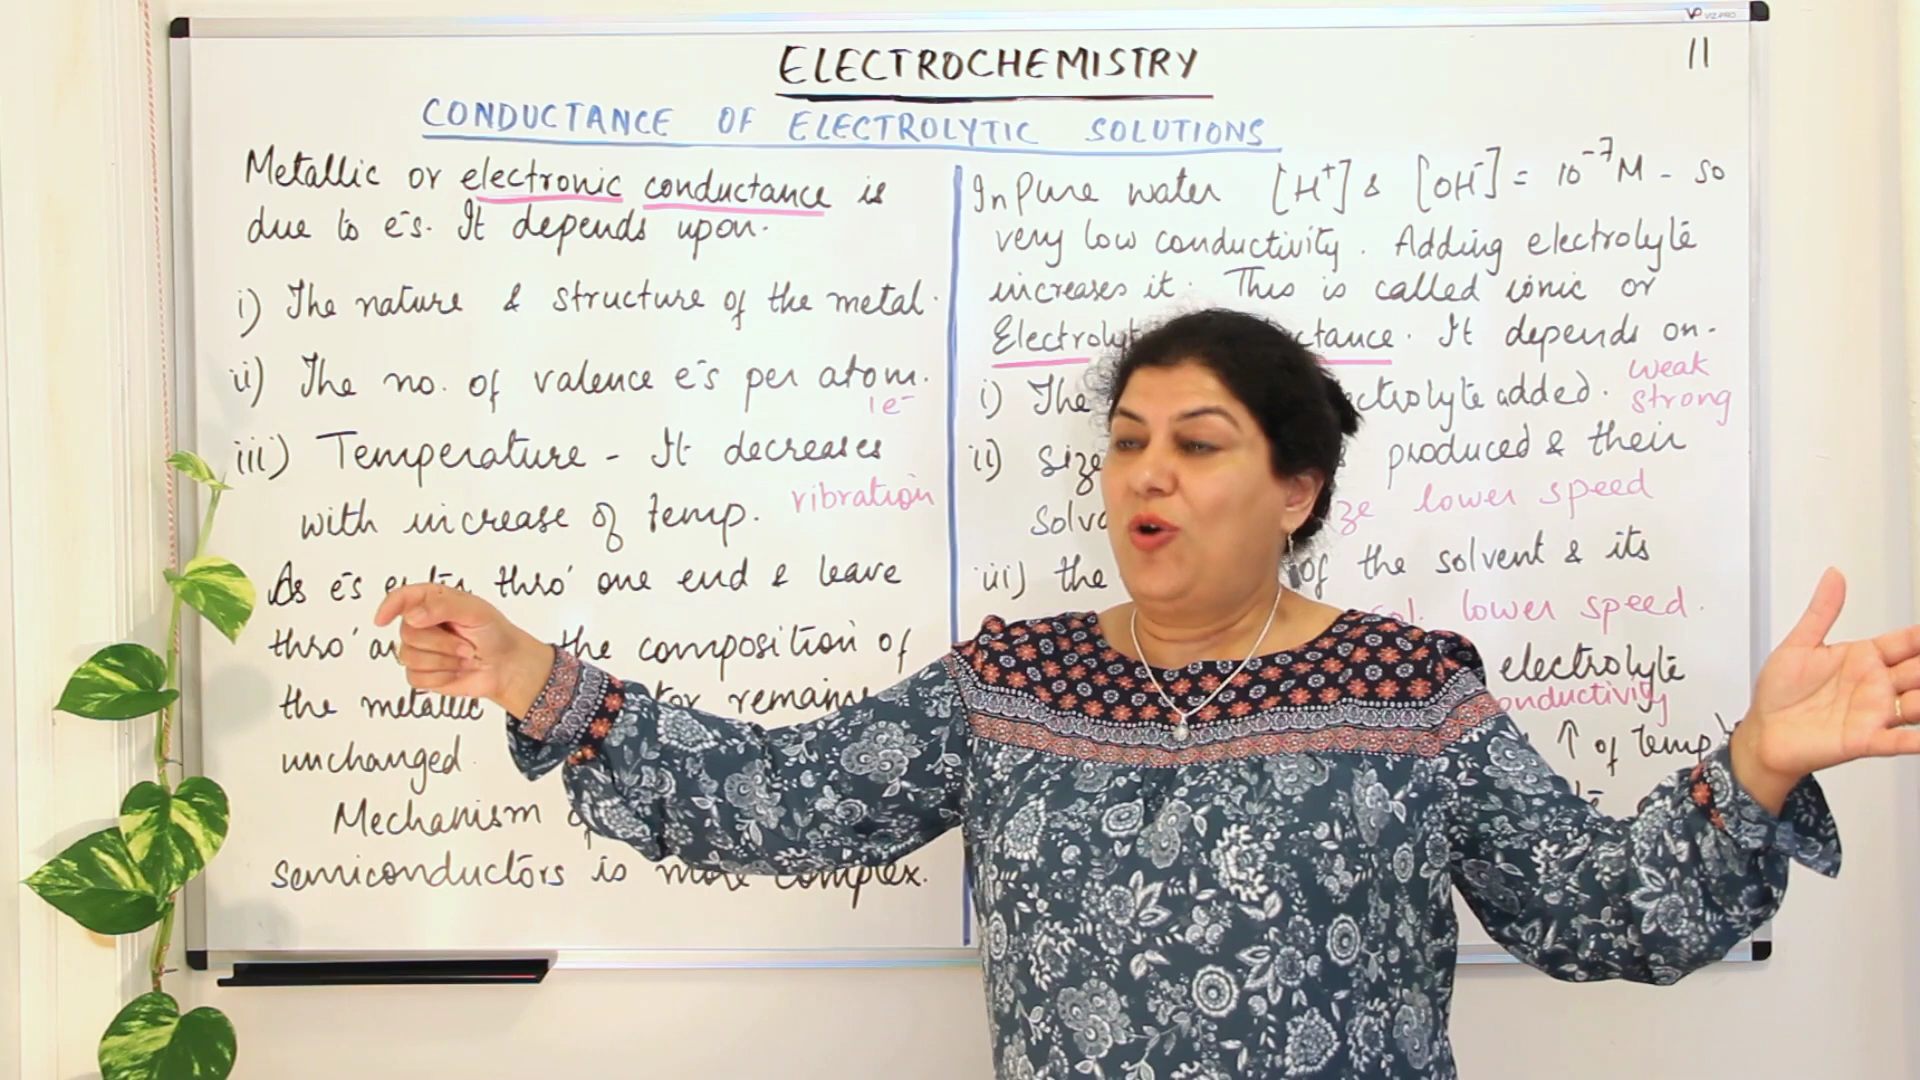 VIZ-PRO
ELECTROCHEMISTRY
11
CONDUCTANCE OF ELECTROLYTIC SOLUTIONS
Metallic or electronic conductance is
due to e⁻s. It depends upon.
i) The nature & structure of the metal.
ii) The no. of valence e⁻s per atom.
1e⁻
iii) Temperature - It decreases
with increase of temp. vibration
As e⁻s thro' one end & leave
thro' the composition of
the metallic remains
unchanged
Mechanism
semiconductors is more complex.
In Pure water [H⁺] & [OH⁻] = 10⁻⁷M - so
very low conductivity. Adding electrolyte
increases it. This is called ionic or
It depends on-
i) The added. weak
strong
ii) size produced & their
lower speed
iii) the of the solvent & its
lower speed.
electrolyte
conductivity
↑ of temp